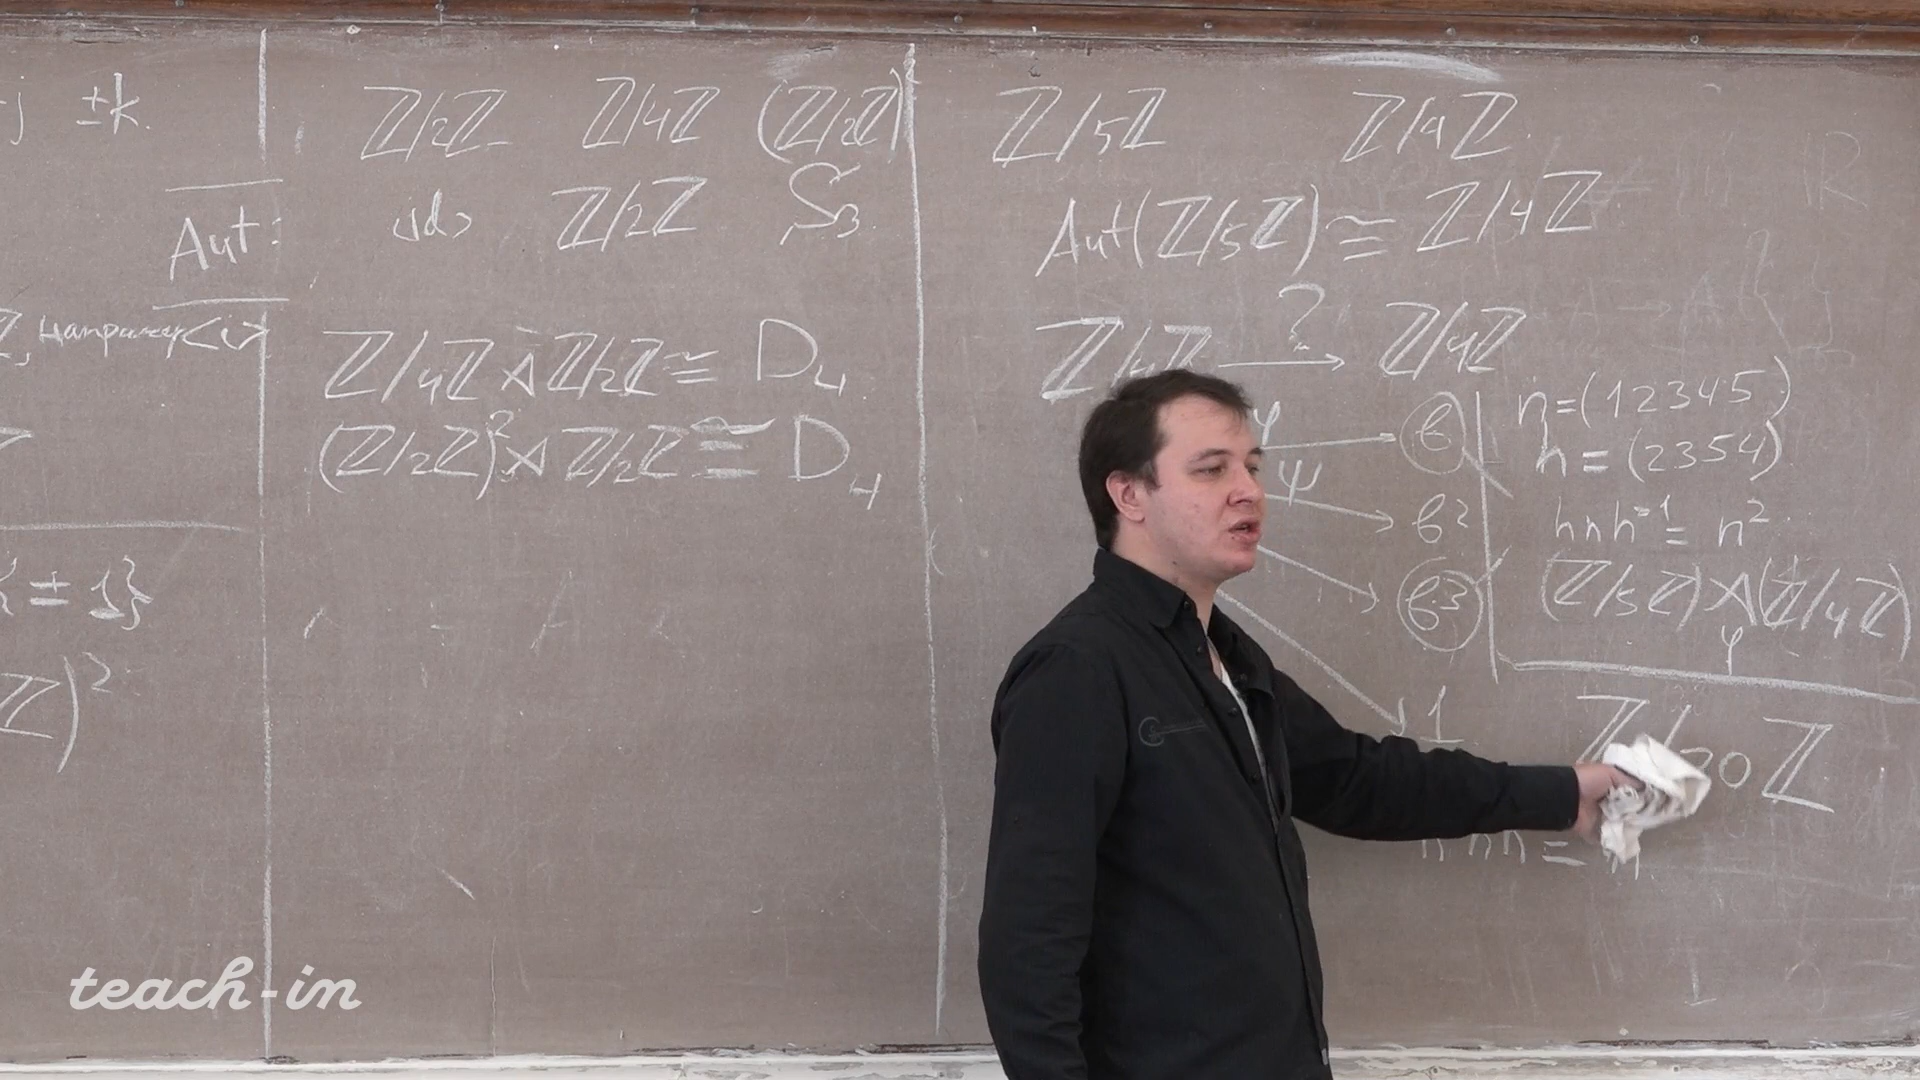 ±k.
Aut:
например <i>
{±1}
Z)²
Z/2Z Z/4Z (Z/2Z)
id Z/2Z S₃
Z/4Z ⋋ Z/2Z ≅ D₄
(Z/2Z)² ⋋ Z/2Z ≅ D₄
Z/5Z Z/4Z
Aut(Z/5Z) ≅ Z/4Z
?
Z/4Z → Z/4Z
φ → b
ψ → b²
b³
1
n=(12345)
h=(2354)
hnh⁻¹=n²
(Z/5Z) ⋋ (Z/4Z)
φ
Z/20Z
teach-in